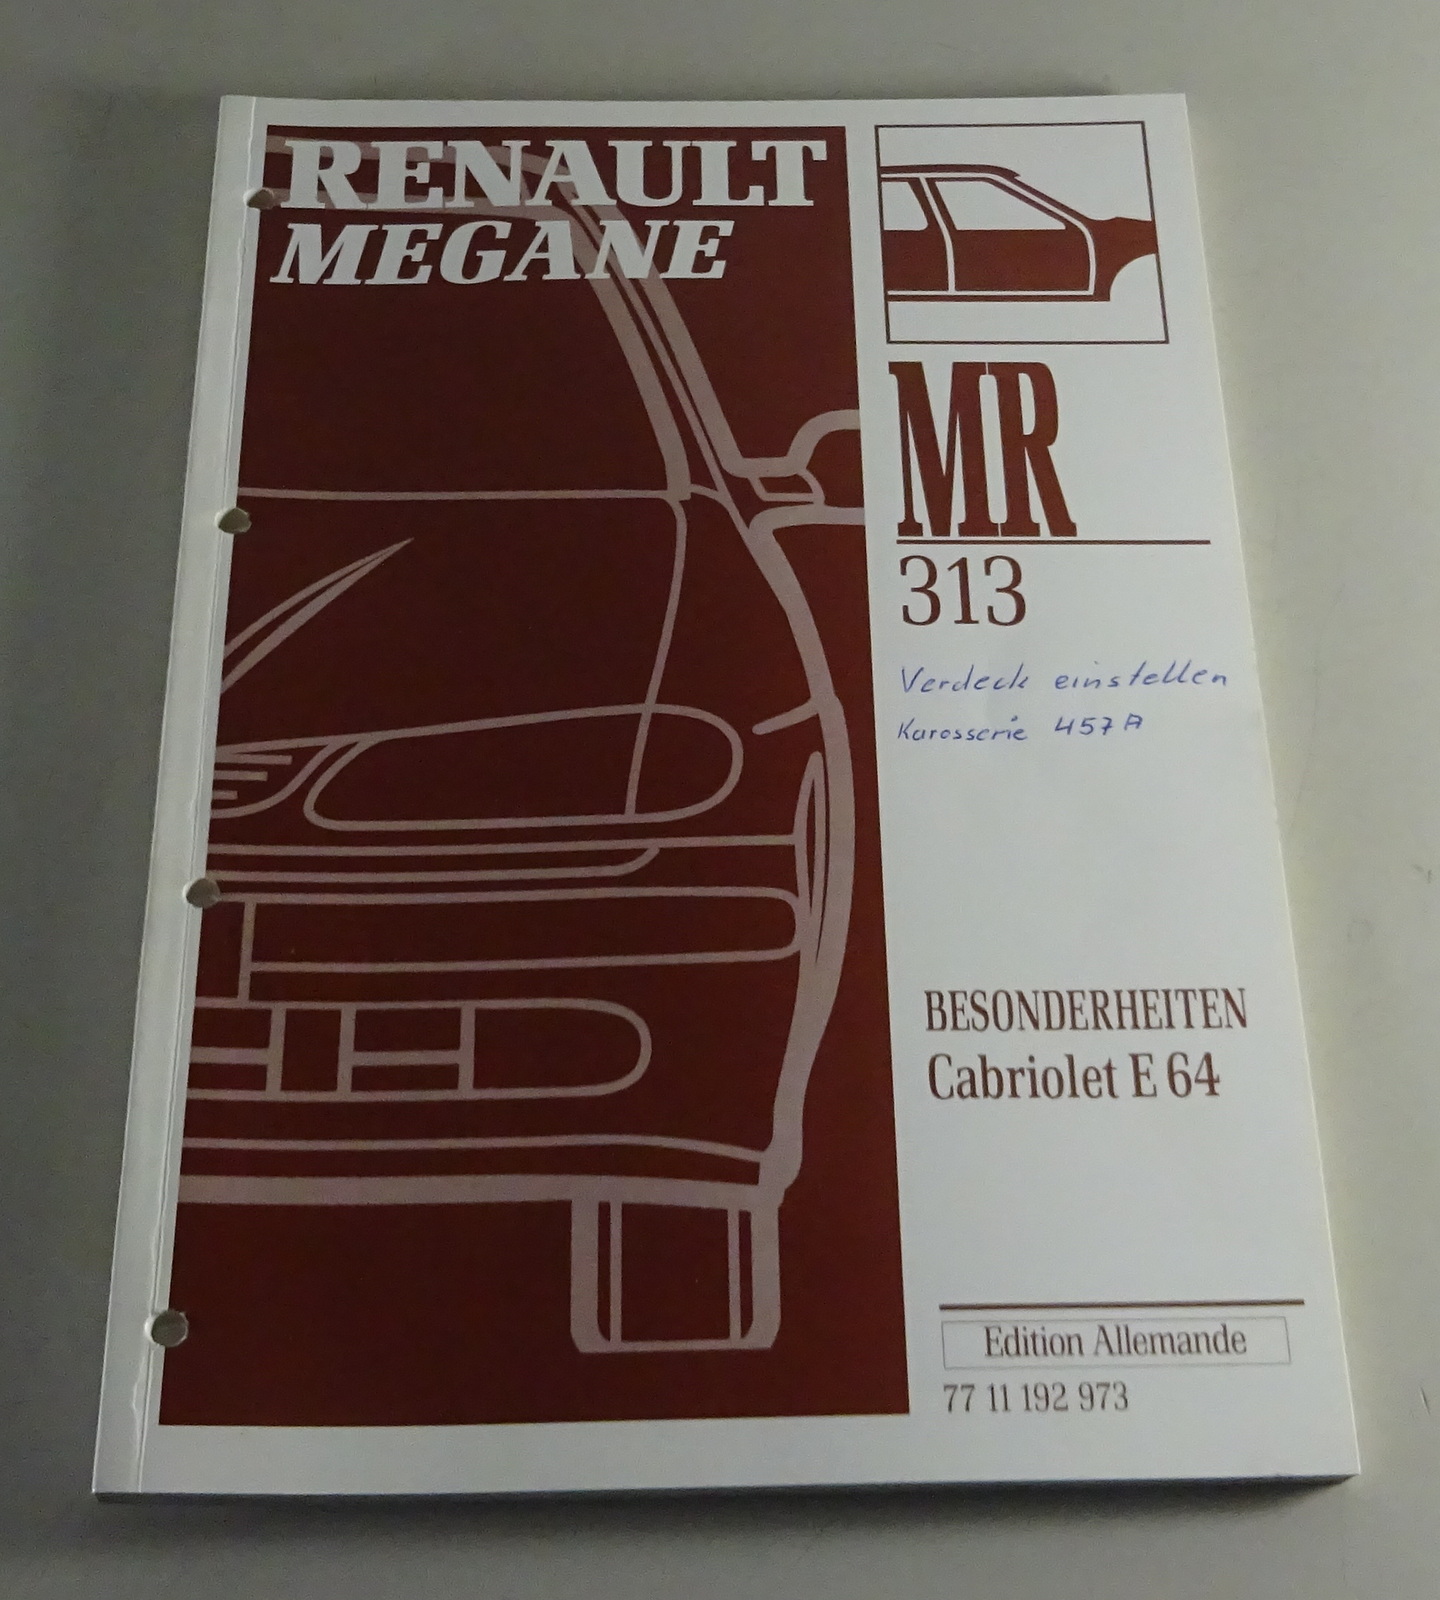 RENAULT
MEGANE
MR
313
Verdeck einstellen
Karosserie 457A
BESONDERHEITEN
Cabriolet E 64
Edition Allemande
77 11 192 973